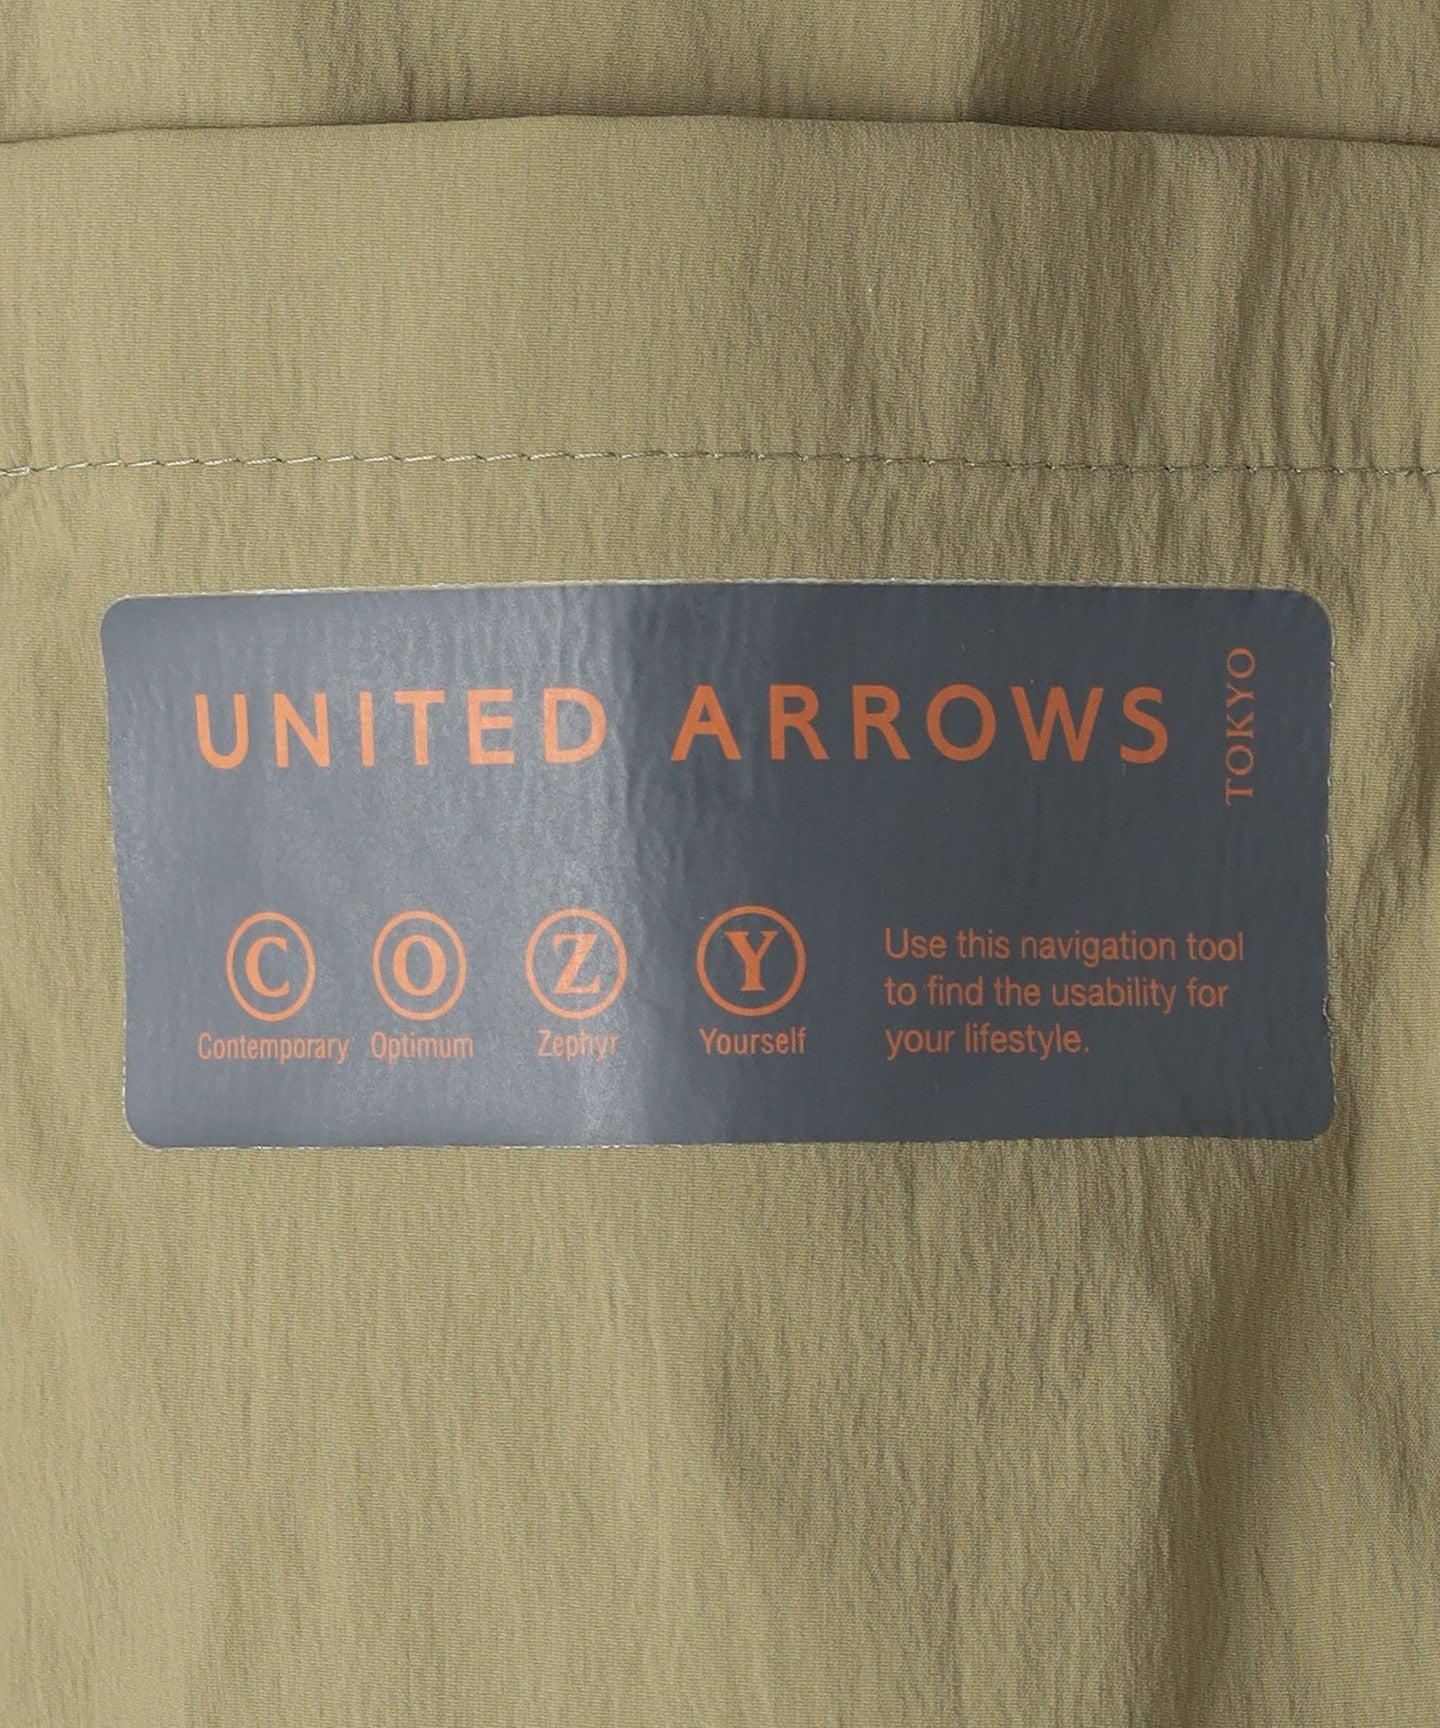 UNITED ARROWS
TOKYO
C O Z Y
Contemporary Optimum Zephyr Yourself
Use this navigation tool
to find the usability for
your lifestyle.